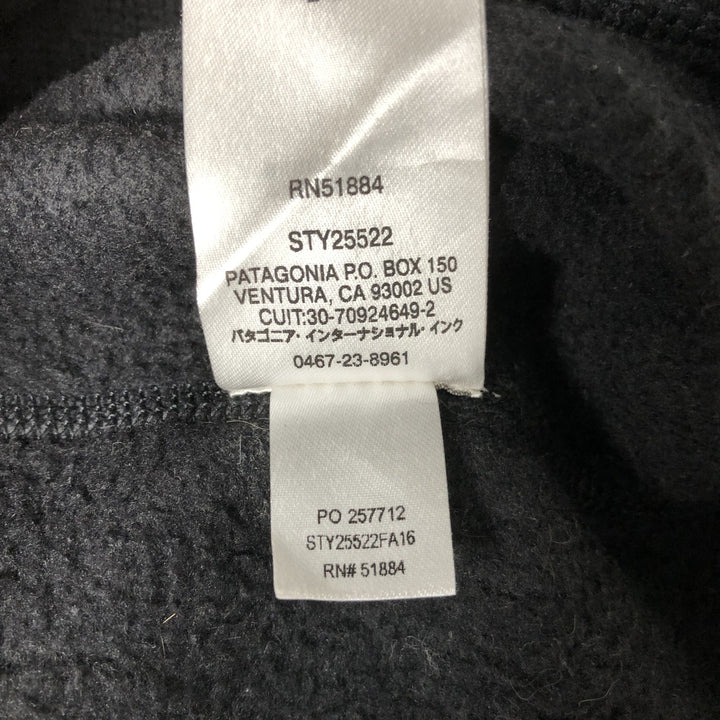 RN51884
STY25522
PATAGONIA P.O. BOX 150
VENTURA, CA 93002 US
CUIT:30-70924649-2
パタゴニア・インターナショナル・インク
0467-23-8961
PO 257712
STY25522FA16
RN# 51884